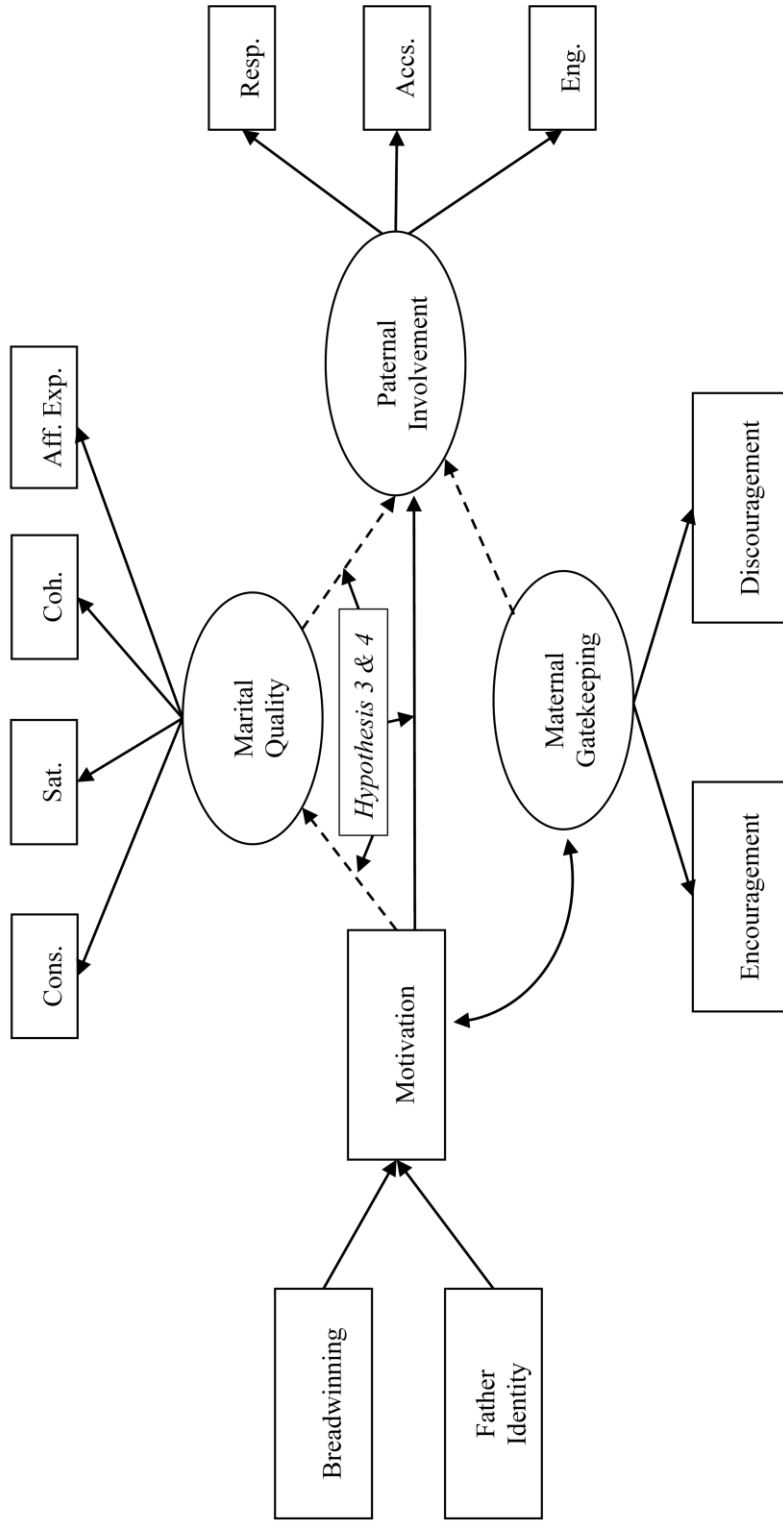 Cons.
Sat.
Coh.
Aff. Exp.
Marital
Quality
Resp.
Breadwinning
Hypothesis 3 & 4
Motivation
Paternal
Involvement
Accs.
Father
Identity
Maternal
Gatekeeping
Eng.
Encouragement
Discouragement